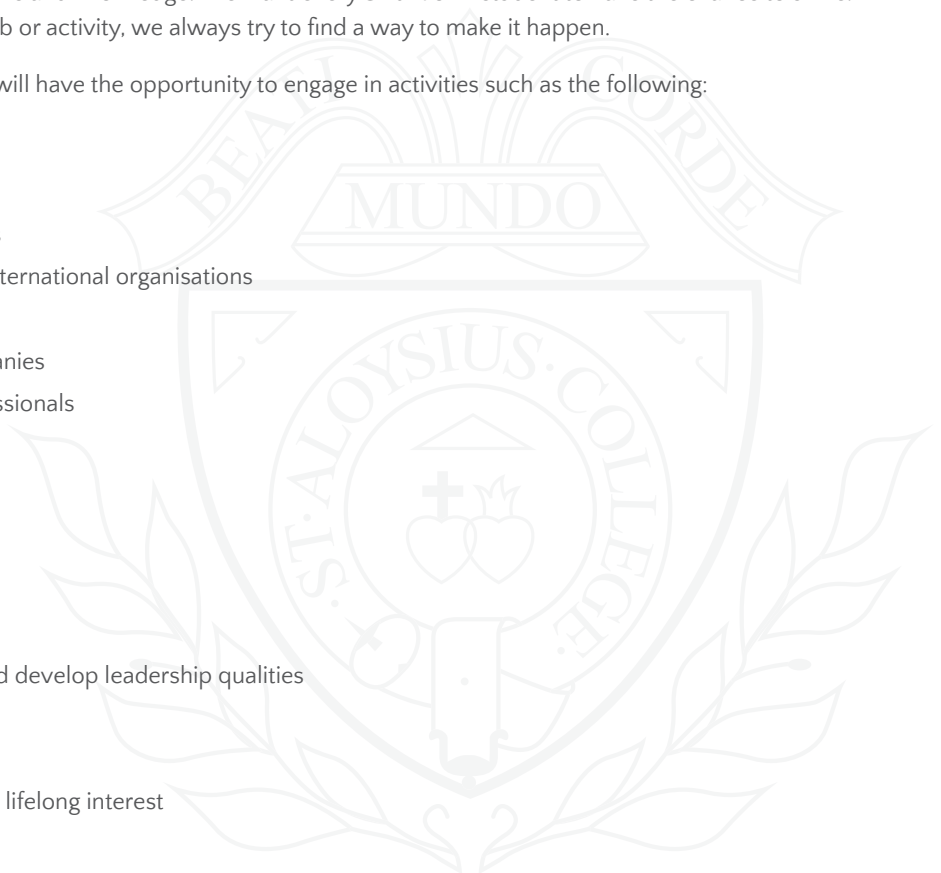 b or activity, we always try to find a way to make it happen.
will have the opportunity to engage in activities such as the following:
BEATI
CORDE
MUNDO
ternational organisations
anies
ssionals
ST·ALOYSIUS·COLLEGE·
d develop leadership qualities
lifelong interest